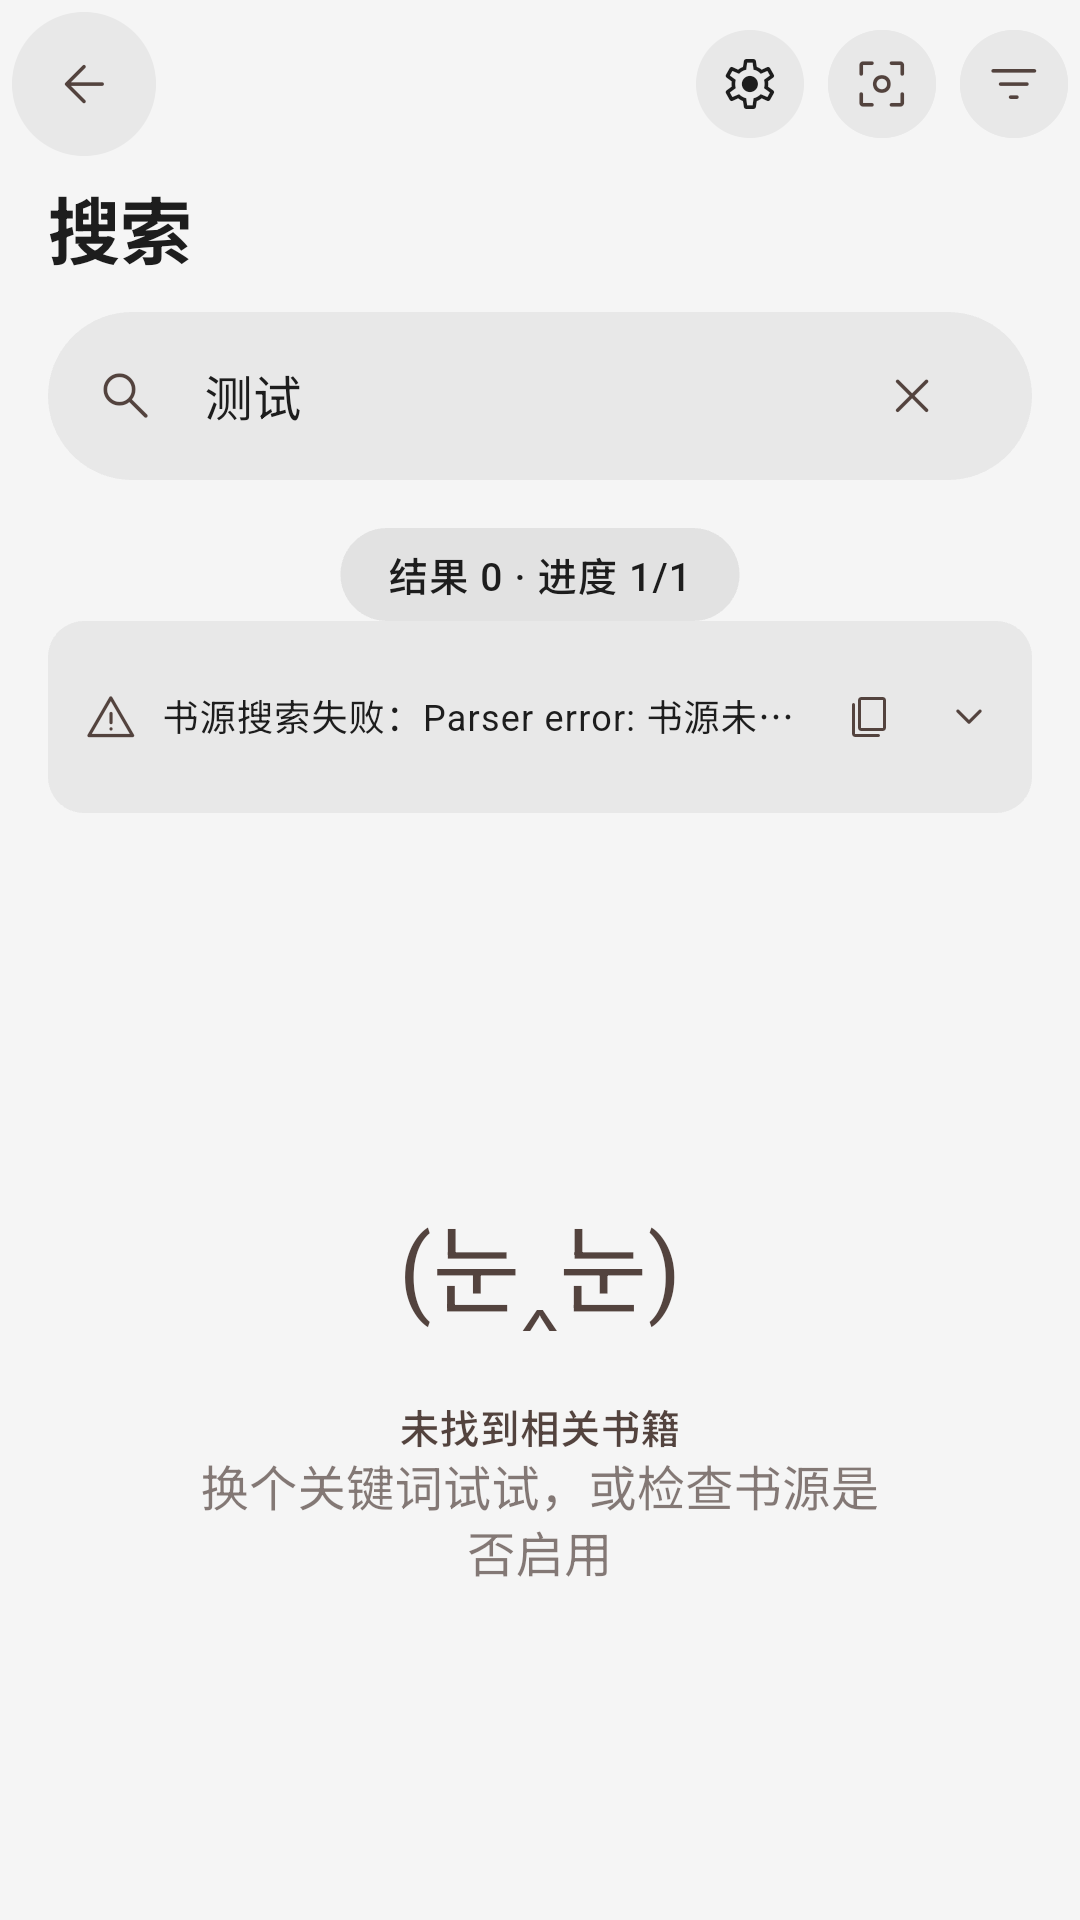 搜索
测试
结果 0 · 进度 1/1
书源搜索失败：Parser error: 书源未…
(눈_눈)
未找到相关书籍
换个关键词试试，或检查书源是
否启用